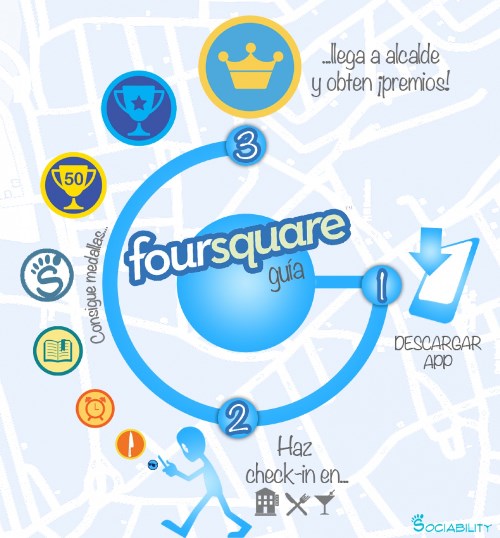 ...llega a alcalde
y obten ¡premios!
3
50
Consigue medallas...
foursquare
guía
1
DESCARGAR
APP
2
Haz
check-in en...
SOCIABILITY